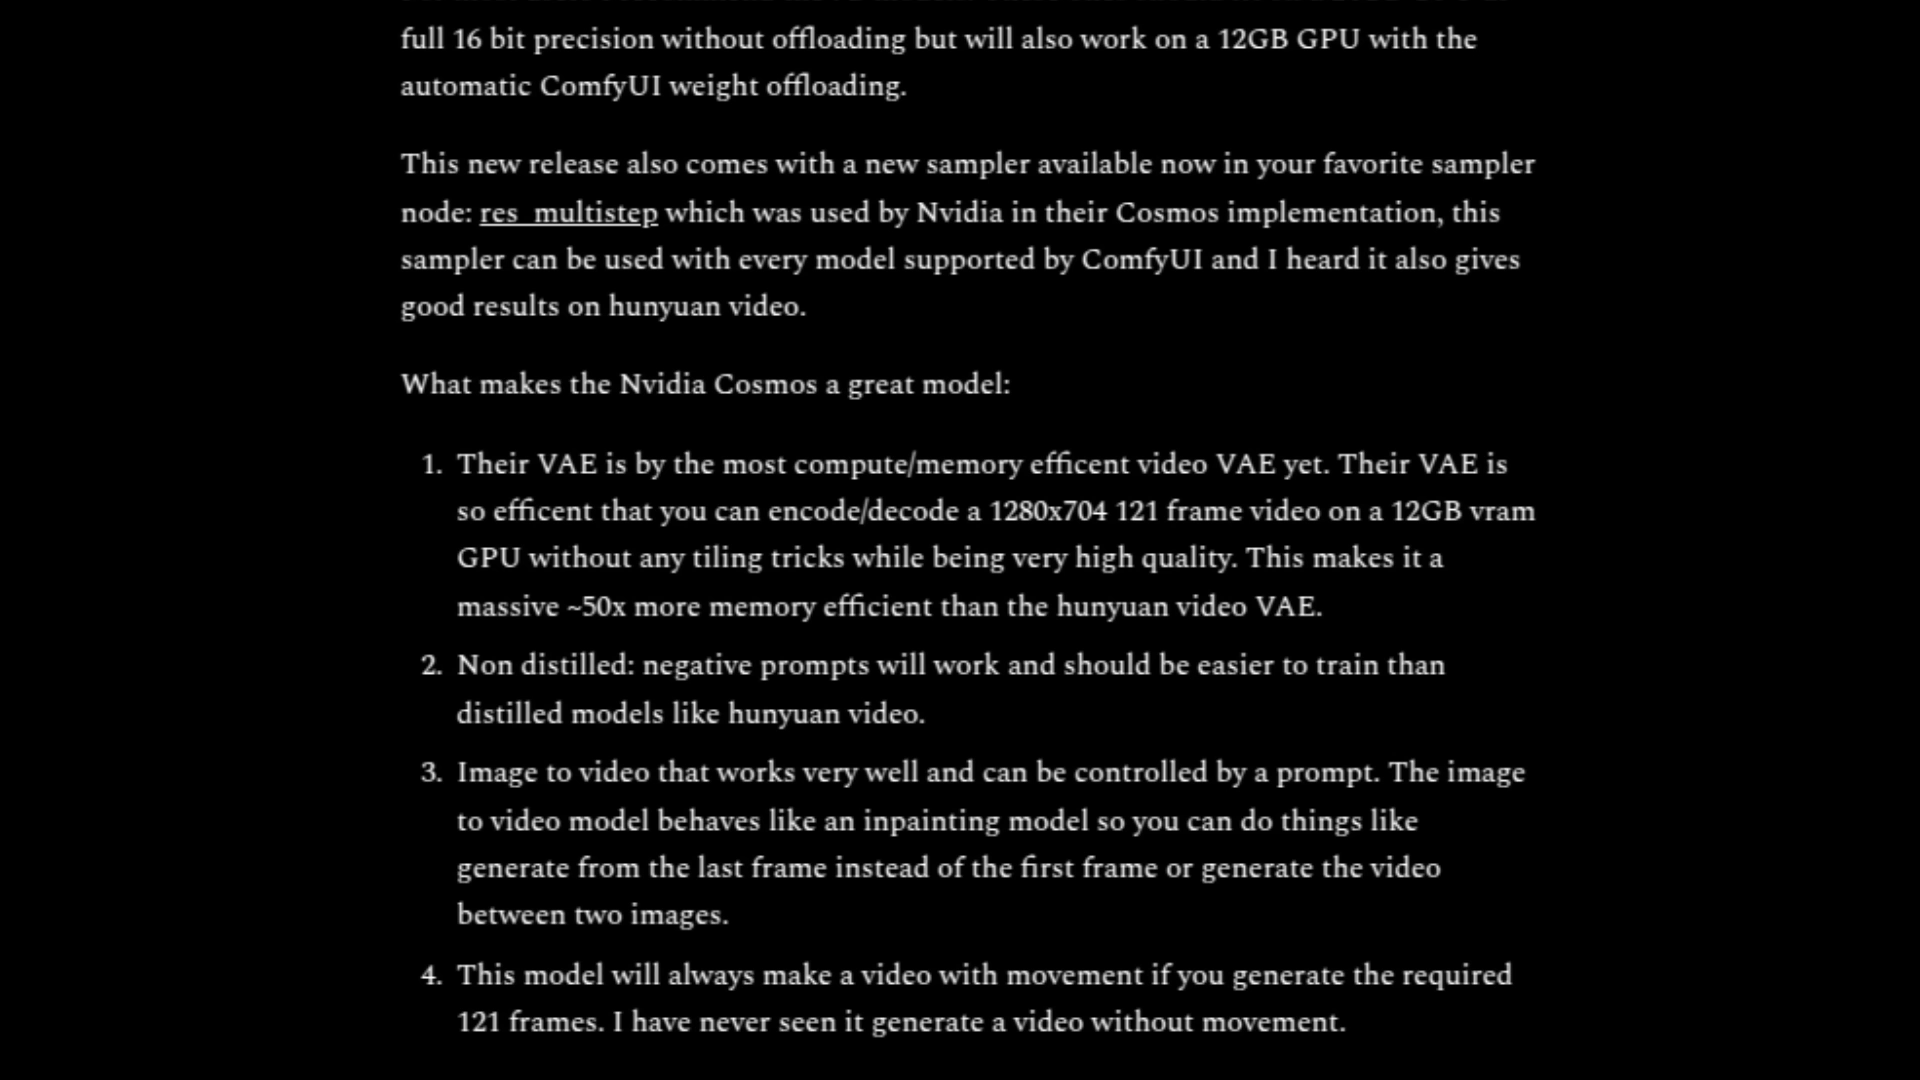 full 16 bit precision without offloading but will also work on a 12GB GPU with the
automatic ComfyUI weight offloading.
This new release also comes with a new sampler available now in your favorite sampler
node: res_multistep which was used by Nvidia in their Cosmos implementation, this
sampler can be used with every model supported by ComfyUI and I heard it also gives
good results on hunyuan video.
What makes the Nvidia Cosmos a great model:
1. Their VAE is by the most compute/memory efficent video VAE yet. Their VAE is
so efficent that you can encode/decode a 1280x704 121 frame video on a 12GB vram
GPU without any tiling tricks while being very high quality. This makes it a
massive ~50x more memory efficient than the hunyuan video VAE.
2. Non distilled: negative prompts will work and should be easier to train than
distilled models like hunyuan video.
3. Image to video that works very well and can be controlled by a prompt. The image
to video model behaves like an inpainting model so you can do things like
generate from the last frame instead of the first frame or generate the video
between two images.
4. This model will always make a video with movement if you generate the required
121 frames. I have never seen it generate a video without movement.